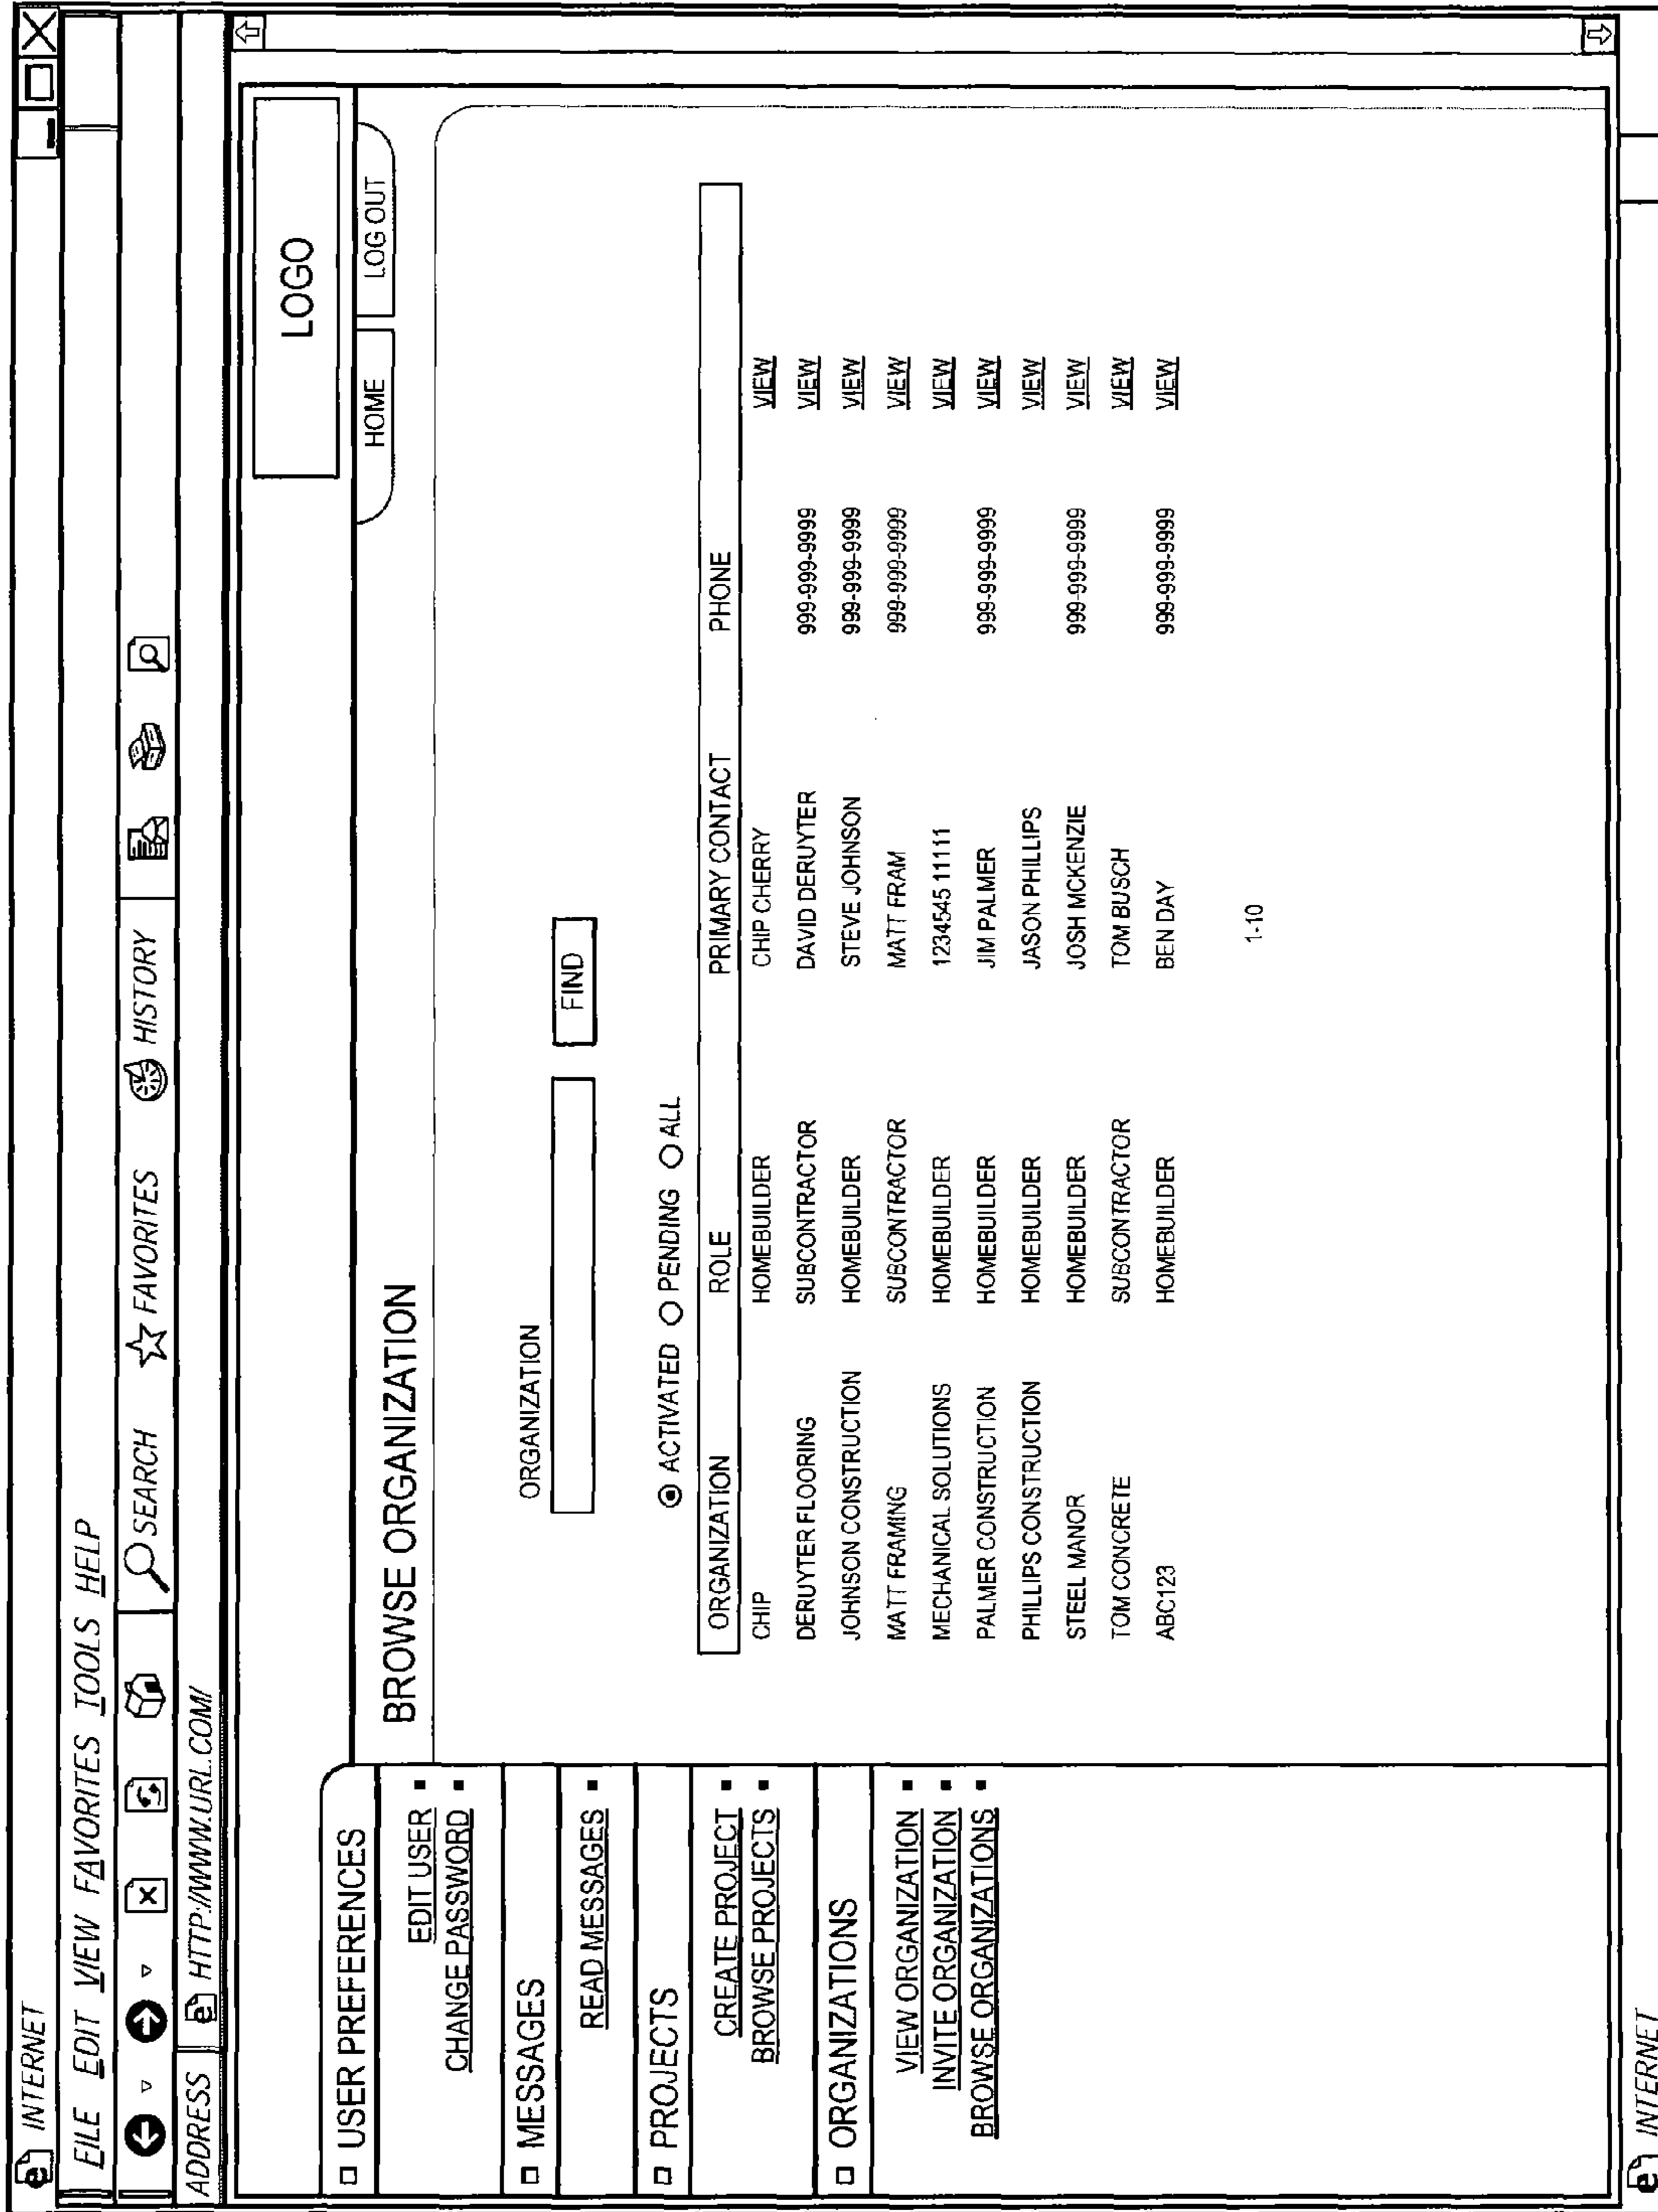 INTERNET
FILE EDIT VIEW FAVORITES TOOLS HELP
SEARCH FAVORITES HISTORY
ADDRESS HTTP://WWW.URL.COM/
LOGO
HOME LOG OUT
USER PREFERENCES
EDIT USER
CHANGE PASSWORD
MESSAGES
READ MESSAGES
PROJECTS
CREATE PROJECT
BROWSE PROJECTS
ORGANIZATIONS
VIEW ORGANIZATION
INVITE ORGANIZATION
BROWSE ORGANIZATIONS
BROWSE ORGANIZATION
ORGANIZATION
FIND
ACTIVATED PENDING ALL
ORGANIZATION ROLE PRIMARY CONTACT PHONE
CHIP HOMEBUILDER CHIP CHERRY VIEW
DERUYTER FLOORING SUBCONTRACTOR DAVID DERUYTER 999-999-9999 VIEW
JOHNSON CONSTRUCTION HOMEBUILDER STEVE JOHNSON 999-999-9999 VIEW
MATT FRAMING SUBCONTRACTOR MATT FRAM 999-999-9999 VIEW
MECHANICAL SOLUTIONS HOMEBUILDER 1234545 11111 VIEW
PALMER CONSTRUCTION HOMEBUILDER JIM PALMER 999-999-9999 VIEW
PHILLIPS CONSTRUCTION HOMEBUILDER JASON PHILLIPS VIEW
STEEL MANOR HOMEBUILDER JOSH MCKENZIE 999-999-9999 VIEW
TOM CONCRETE SUBCONTRACTOR TOM BUSCH VIEW
ABC123 HOMEBUILDER BEN DAY 999-999-9999 VIEW
1-10
INTERNET